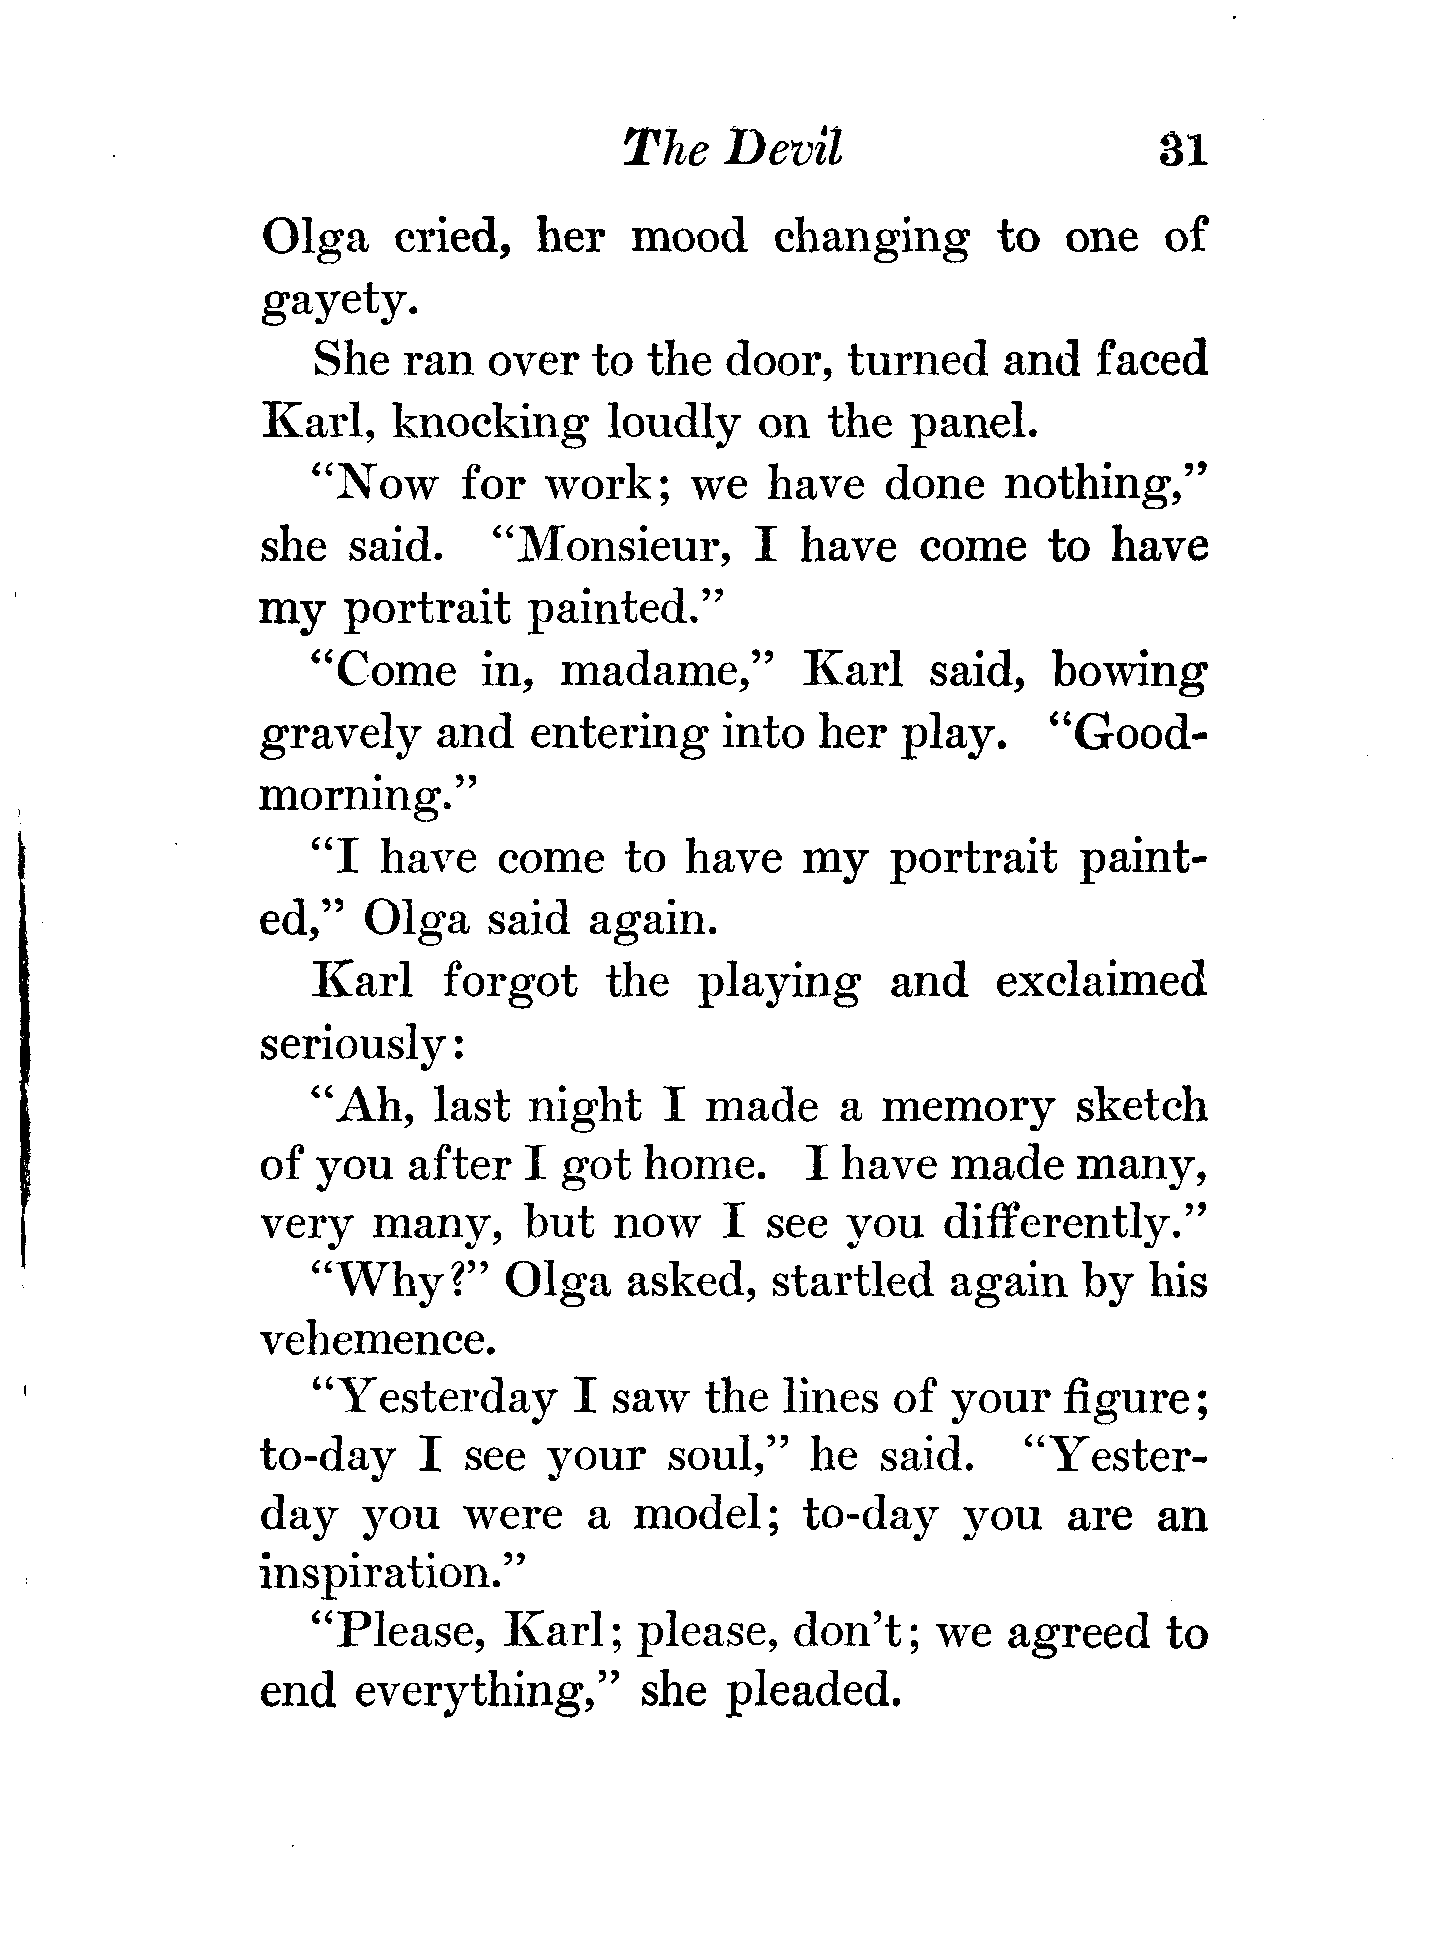 The Devil 31
Olga cried, her mood changing to one of
gayety.
She ran over to the door, turned and faced
Karl, knocking loudly on the panel.
“Now for work; we have done nothing,”
she said. “Monsieur, I have come to have
my portrait painted.”
“Come in, madame,” Karl said, bowing
gravely and entering into her play. “Good-
morning.”
“I have come to have my portrait paint-
ed,” Olga said again.
Karl forgot the playing and exclaimed
seriously:
“Ah, last night I made a memory sketch
of you after I got home. I have made many,
very many, but now I see you differently.”
“Why?” Olga asked, startled again by his
vehemence.
“Yesterday I saw the lines of your figure;
to-day I see your soul,” he said. “Yester-
day you were a model; to-day you are an
inspiration.”
“Please, Karl; please, don’t; we agreed to
end everything,” she pleaded.